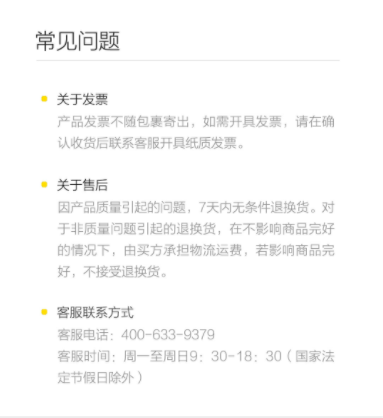 常见问题
关于发票
产品发票不随包裹寄出，如需开具发票，请在确
认收货后联系客服开具纸质发票。
关于售后
因产品质量引起的问题，7天内无条件退换货。对
于非质量问题引起的退换货，在不影响商品完好
的情况下，由买方承担物流运费，若影响商品完
好，不接受退换货。
客服联系方式
客服电话：400-633-9379
客服时间：周一至周日9：30-18：30（国家法
定节假日除外）